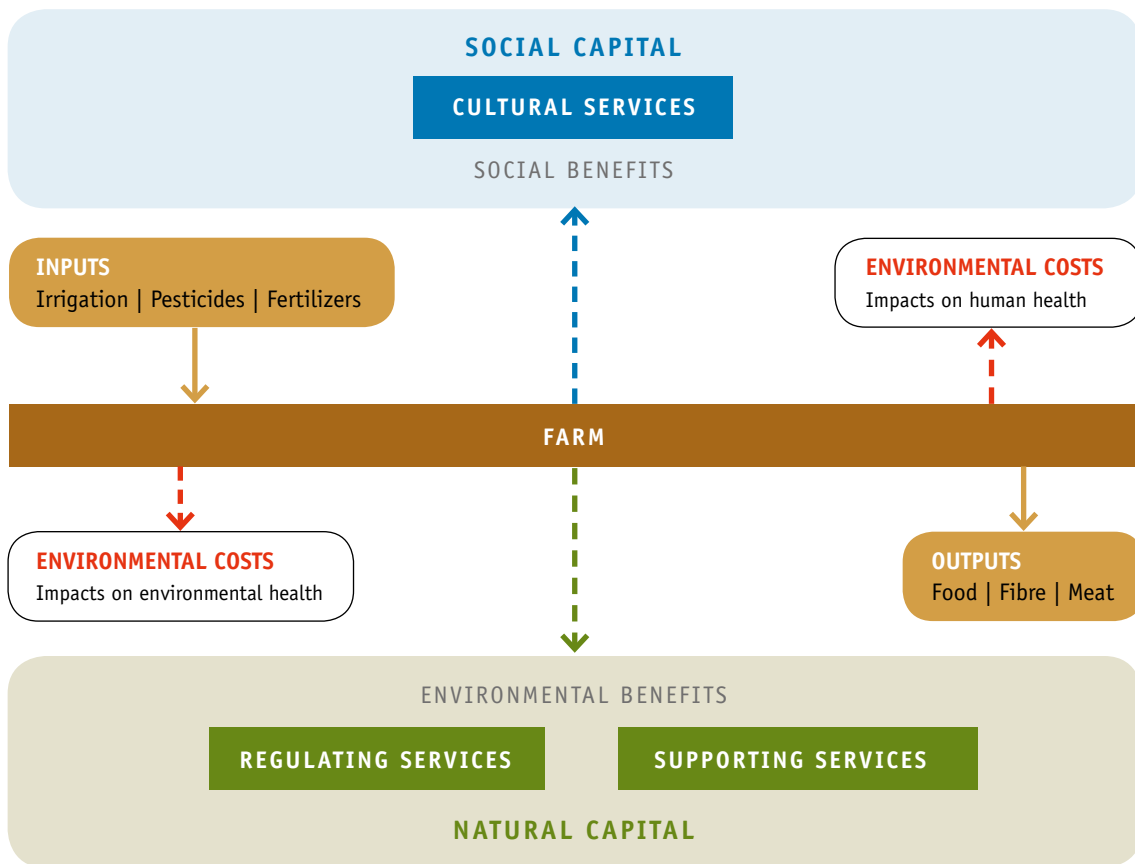 SOCIAL CAPITAL
CULTURAL SERVICES
SOCIAL BENEFITS
INPUTS
Irrigation | Pesticides | Fertilizers
ENVIRONMENTAL COSTS
Impacts on human health
FARM
ENVIRONMENTAL COSTS
Impacts on environmental health
OUTPUTS
Food | Fibre | Meat
ENVIRONMENTAL BENEFITS
REGULATING SERVICES
SUPPORTING SERVICES
NATURAL CAPITAL